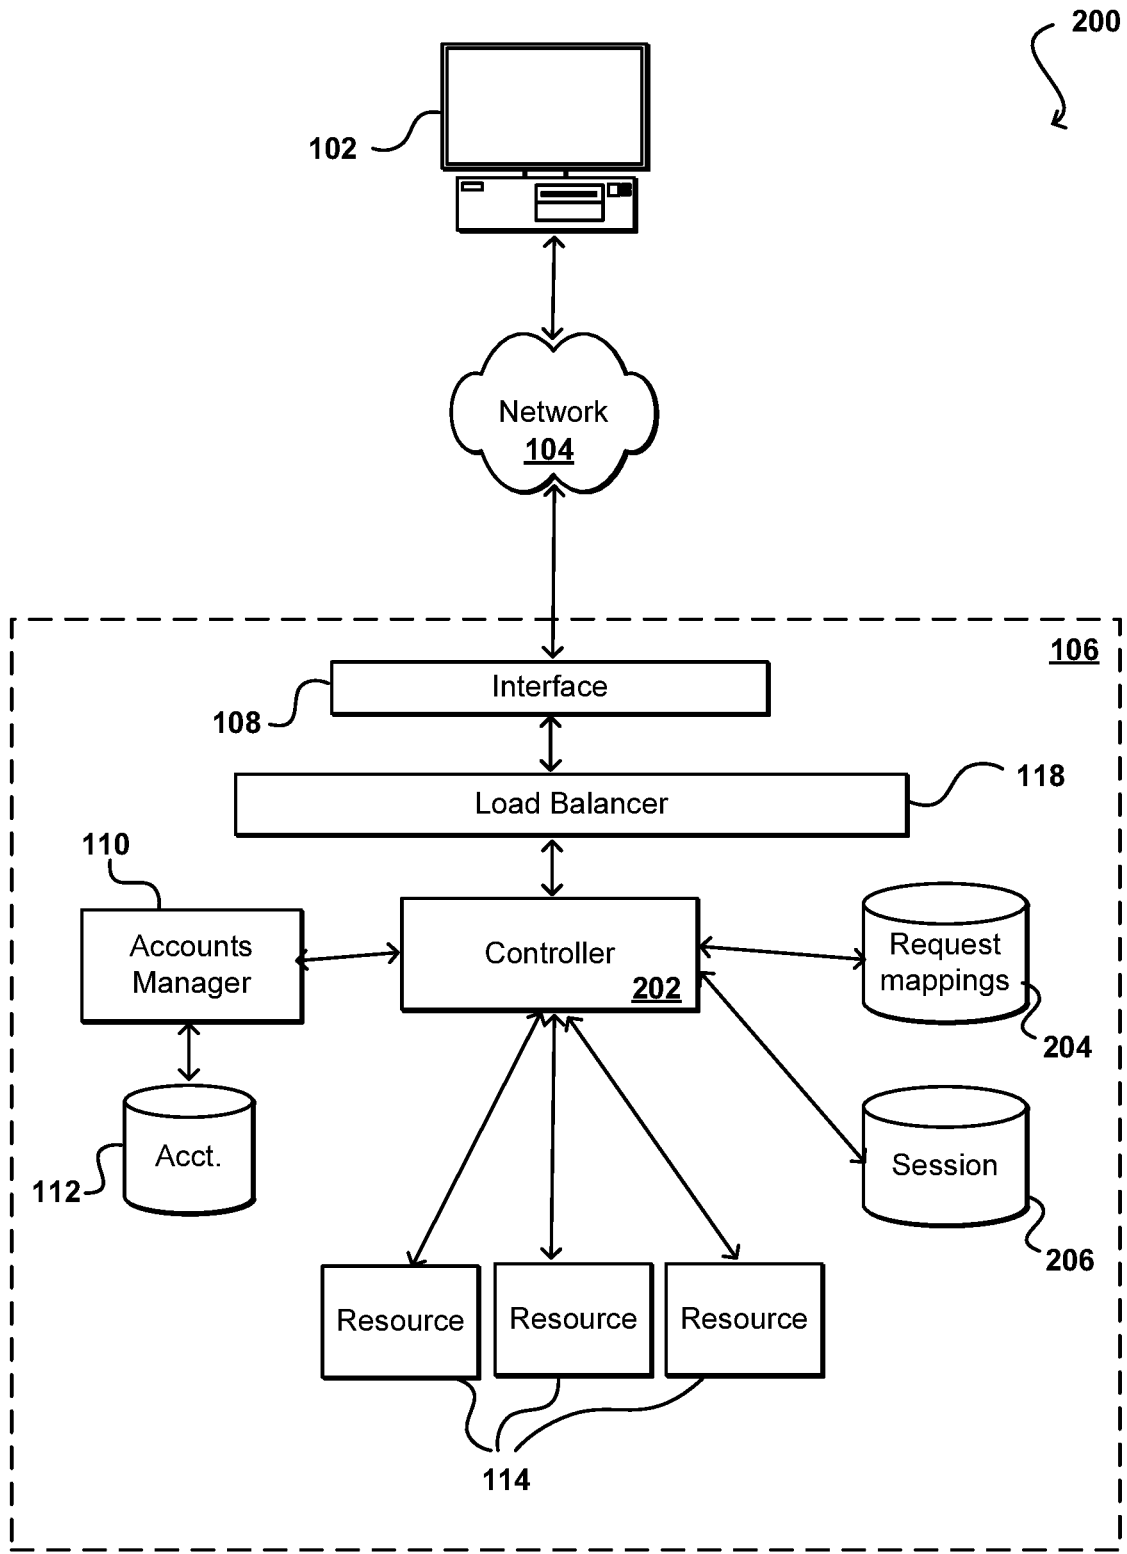 200
102
Network
104
106
Interface
108
Load Balancer
118
110
Accounts
Manager
Controller
202
Request
mappings
204
Acct.
112
Session
206
Resource
Resource
Resource
114